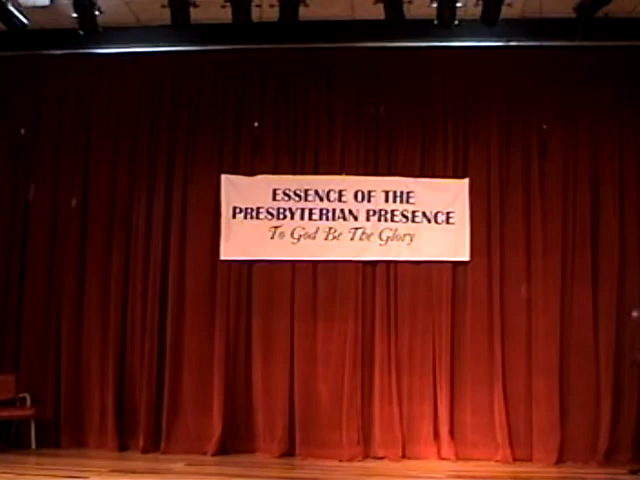 ESSENCE OF THE
PRESBYTERIAN PRESENCE
To God Be The Glory